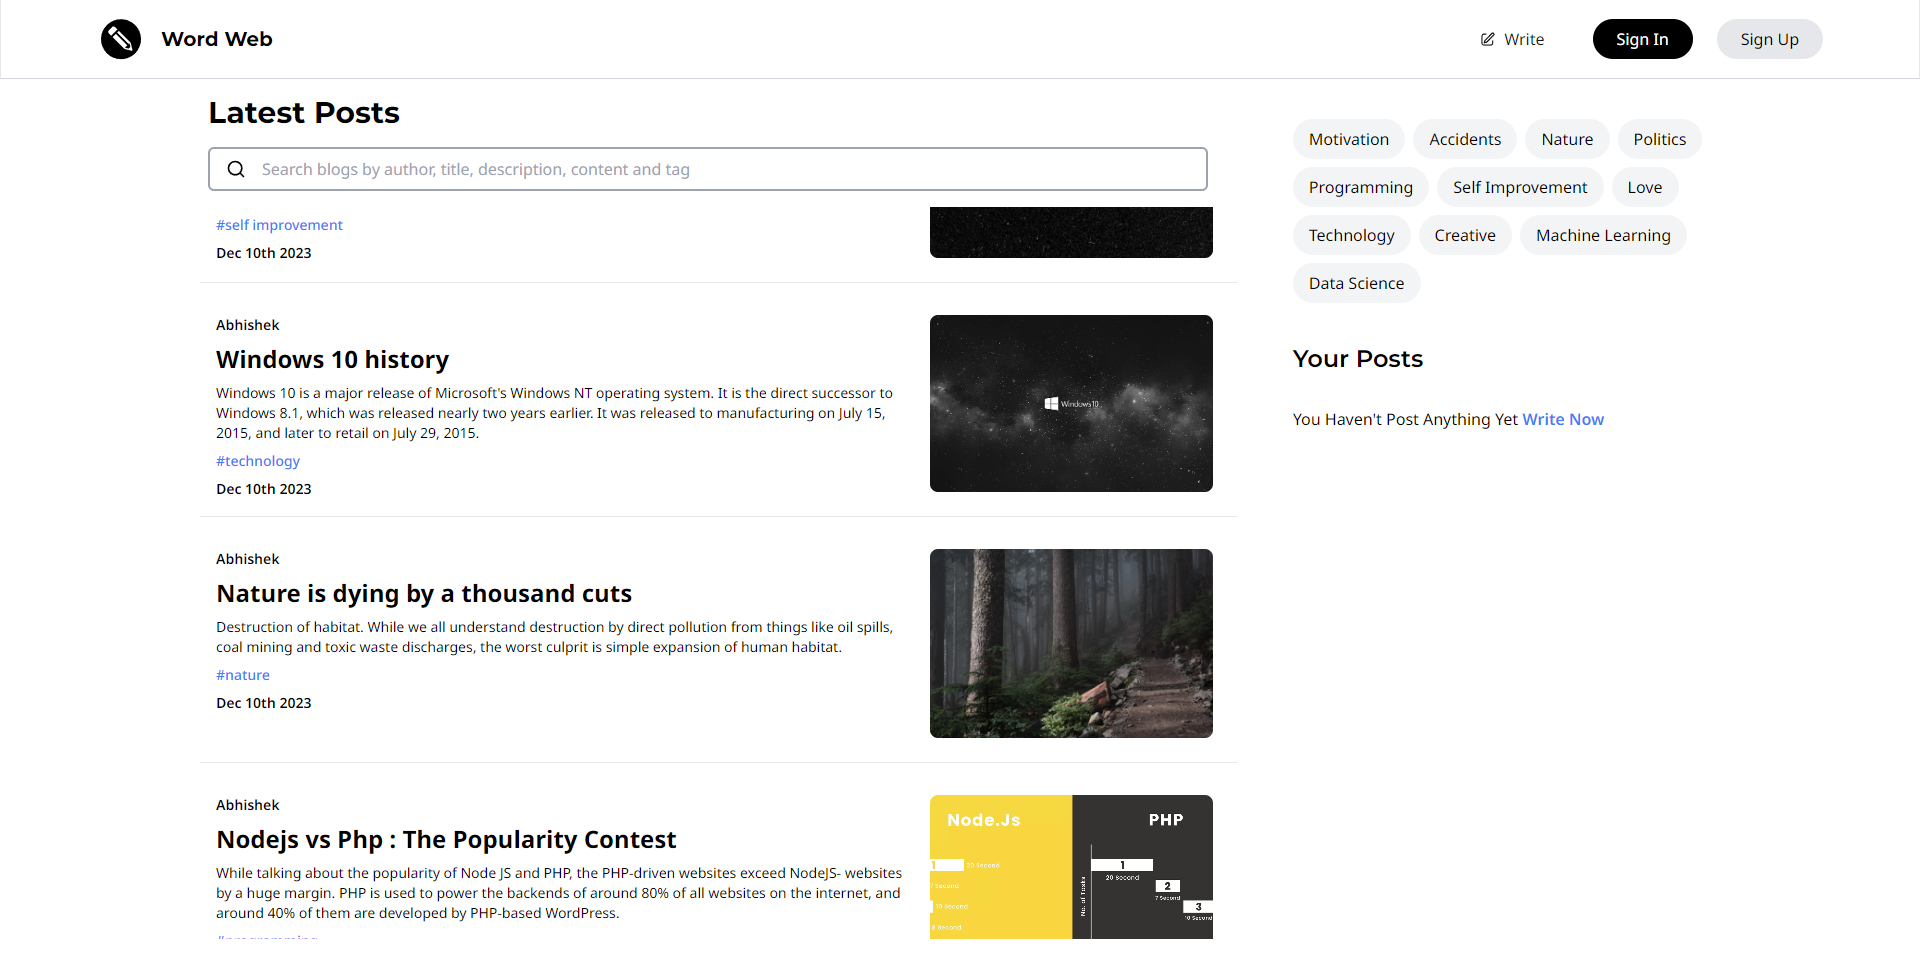 Word Web
Write
Sign In
Sign Up
Latest Posts
Search blogs by author, title, description, content and tag
#self improvement
Dec 10th 2023
Abhishek
Windows 10 history
Windows 10 is a major release of Microsoft's Windows NT operating system. It is the direct successor to
Windows 8.1, which was released nearly two years earlier. It was released to manufacturing on July 15,
2015, and later to retail on July 29, 2015.
#technology
Dec 10th 2023
Windows 10
Abhishek
Nature is dying by a thousand cuts
Destruction of habitat. While we all understand destruction by direct pollution from things like oil spills,
coal mining and toxic waste discharges, the worst culprit is simple expansion of human habitat.
#nature
Dec 10th 2023
Abhishek
Nodejs vs Php : The Popularity Contest
While talking about the popularity of Node JS and PHP, the PHP-driven websites exceed NodeJS- websites
by a huge margin. PHP is used to power the backends of around 80% of all websites on the internet, and
around 40% of them are developed by PHP-based WordPress.
#programming
Node.Js
1 20 Second
7 Second
10 Second
8 Second
PHP
No. of Tasks
1
20 Second
2
7 Second
3
10 Second
Motivation
Accidents
Nature
Politics
Programming
Self Improvement
Love
Technology
Creative
Machine Learning
Data Science
Your Posts
You Haven't Post Anything Yet Write Now